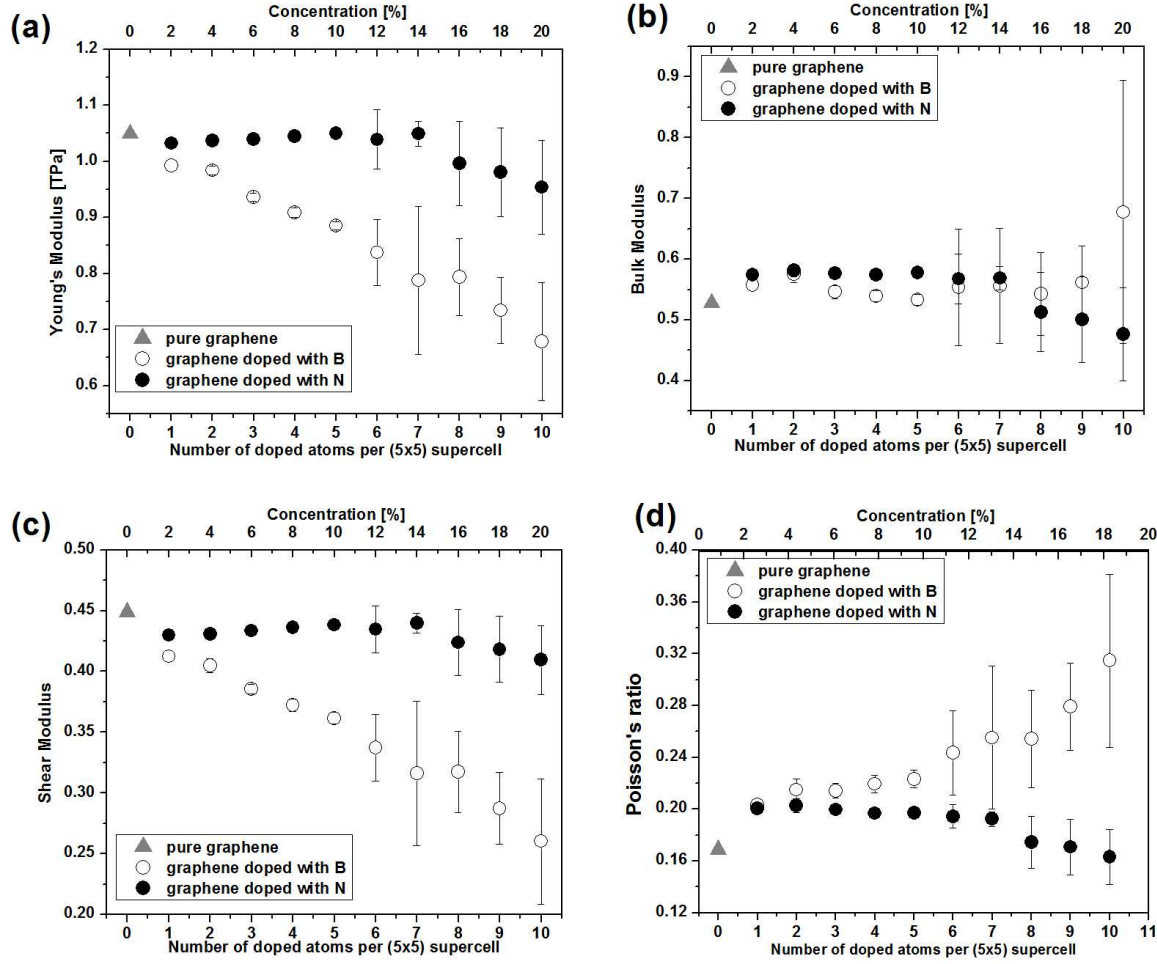 (a)
Concentration [%]
0 2 4 6 8 10 12 14 16 18 20
1.2
1.1
1.0
0.9
0.8
0.7
0.6
Young's Modulus [TPa]
pure graphene
graphene doped with B
graphene doped with N
0 1 2 3 4 5 6 7 8 9 10
Number of doped atoms per (5x5) supercell
(b)
Concentration [%]
0 2 4 6 8 10 12 14 16 18 20
pure graphene
graphene doped with B
graphene doped with N
0.9
0.8
0.7
0.6
0.5
0.4
Bulk Modulus
0 1 2 3 4 5 6 7 8 9 10
Number of doped atoms per (5x5) supercell
(c)
Concentration [%]
0 2 4 6 8 10 12 14 16 18 20
0.50
0.45
0.40
0.35
0.30
0.25
0.20
Shear Modulus
pure graphene
graphene doped with B
graphene doped with N
0 1 2 3 4 5 6 7 8 9 10
Number of doped atoms per (5x5) supercell
(d)
Concentration [%]
0 2 4 6 8 10 12 14 16 18 20
0.40
pure graphene
graphene doped with B
graphene doped with N
0.36
0.32
0.28
0.24
0.20
0.16
0.12
Poisson's ratio
0 1 2 3 4 5 6 7 8 9 10 11
Number of doped atoms per (5x5) supercell